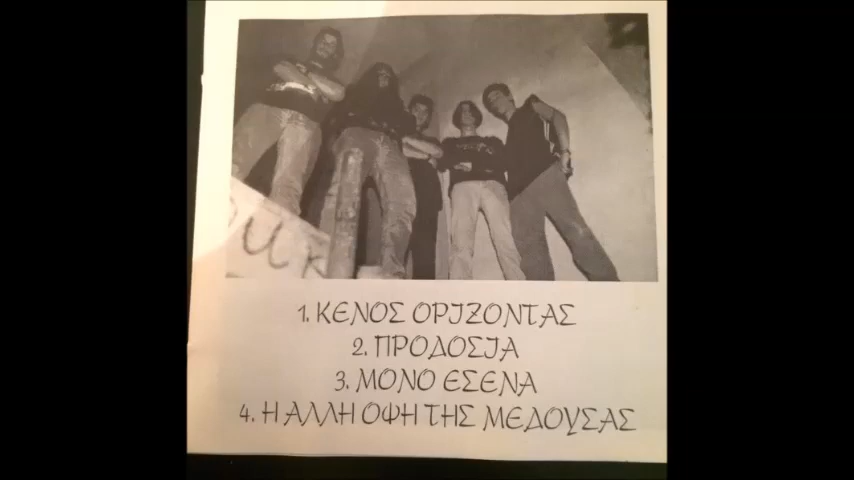 1. ΚΕΝΟΣ ΟΡΙΖΟΝΤΑΣ
2. ΠΡΟΔΟΣΙΑ
3. ΜΟΝΟ ΕΣΕΝΑ
4. Η ΑΛΛΗ ΟΨΗ ΤΗΣ ΜΕΔΟΥΣΑΣ